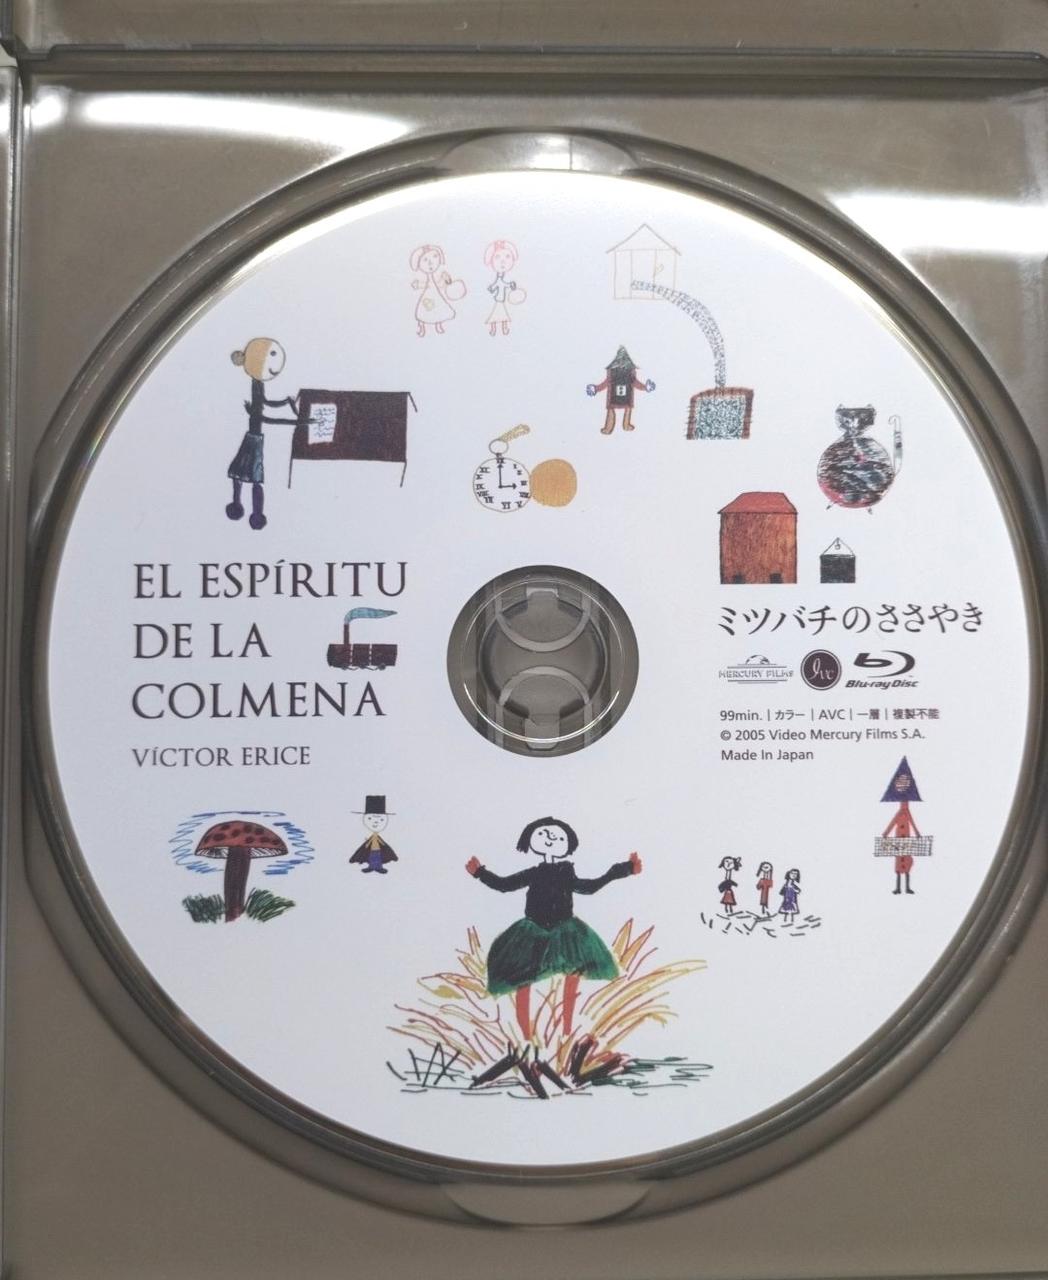 EL ESPÍRITU
DE LA
COLMENA
VÍCTOR ERICE
ミツバチのささやき
MERCURY FILMS
IVC
Blu-ray Disc
99min. | カラー | AVC | 一層 | 複製不能
© 2005 Video Mercury Films S.A.
Made In Japan